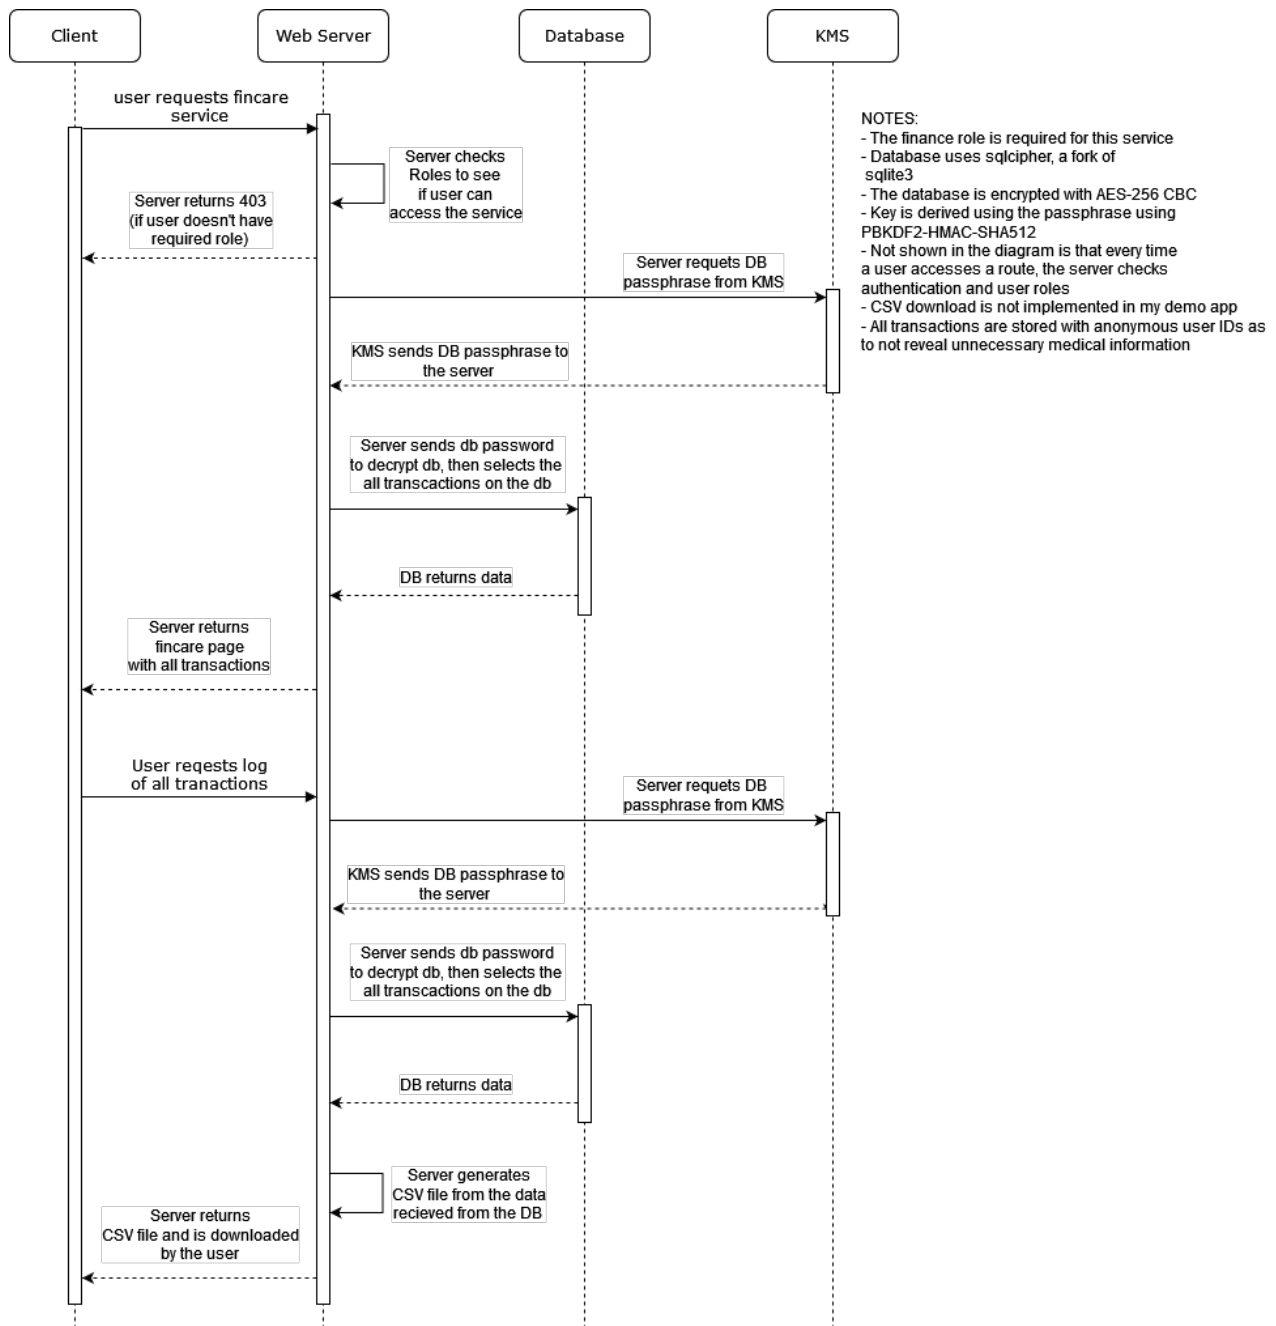 Client
Web Server
Database
KMS
user requests fincare
service
NOTES:
- The finance role is required for this service
- Database uses sqlcipher, a fork of
sqlite3
- The database is encrypted with AES-256 CBC
- Key is derived using the passphrase using
PBKDF2-HMAC-SHA512
- Not shown in the diagram is that every time
a user accesses a route, the server checks
authentication and user roles
- CSV download is not implemented in my demo app
- All transactions are stored with anonymous user IDs as
to not reveal unnecessary medical information
Server checks
Roles to see
if user can
access the service
Server returns 403
(if user doesn't have
required role)
Server requets DB
passphrase from KMS
KMS sends DB passphrase to
the server
Server sends db password
to decrypt db, then selects the
all transcactions on the db
DB returns data
Server returns
fincare page
with all transactions
User reqests log
of all tranactions
Server requets DB
passphrase from KMS
KMS sends DB passphrase to
the server
Server sends db password
to decrypt db, then selects the
all transcactions on the db
DB returns data
Server generates
CSV file from the data
recieved from the DB
Server returns
CSV file and is downloaded
by the user